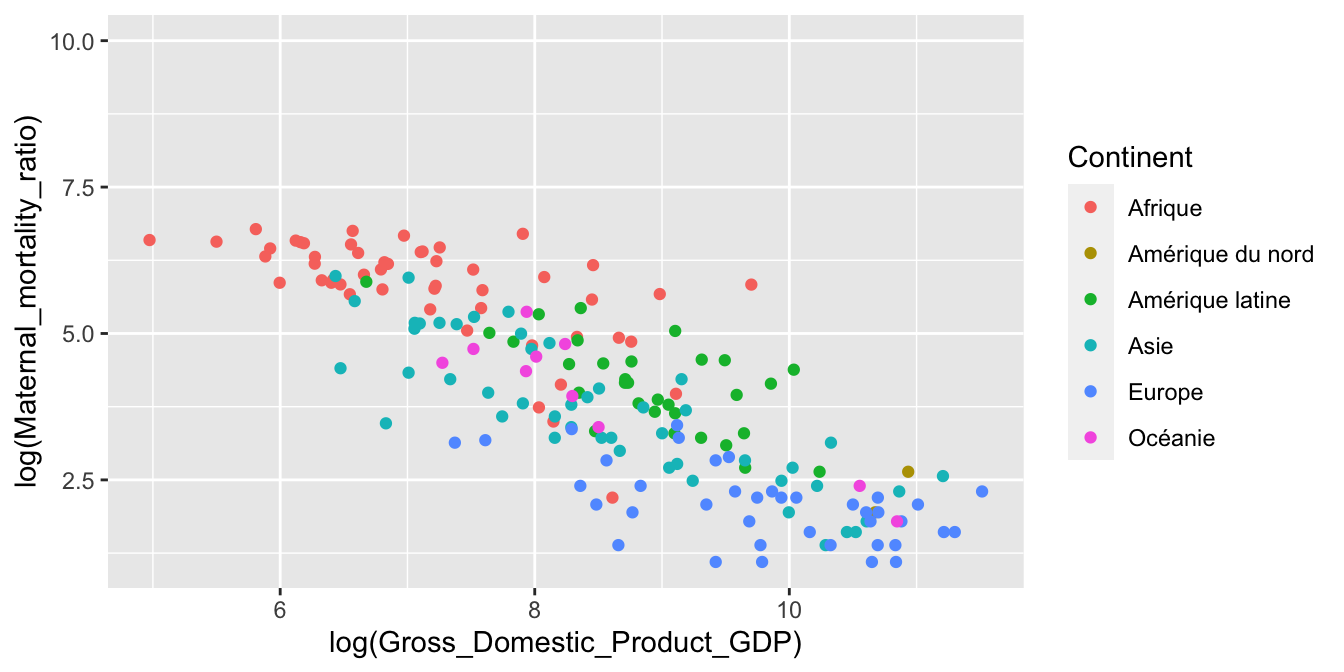 10.0
7.5
5.0
2.5
log(Maternal_mortality_ratio)
6 8 10
log(Gross_Domestic_Product_GDP)
Continent
Afrique
Amérique du nord
Amérique latine
Asie
Europe
Océanie